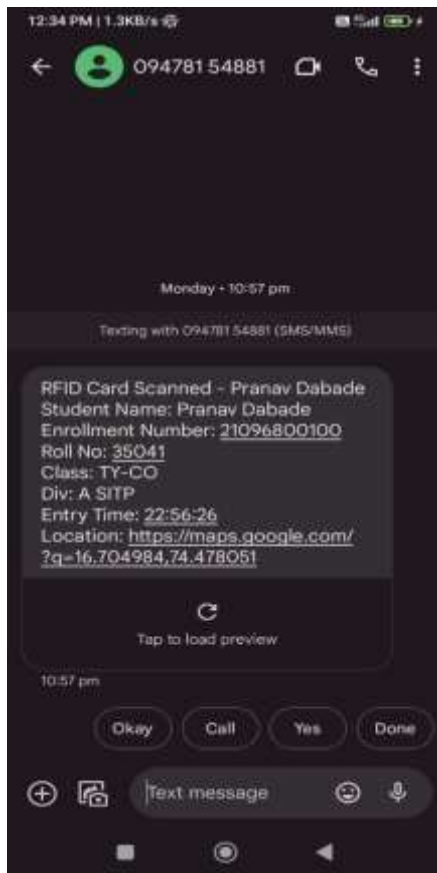 12:34 PM | 1.3KB/s
094781 54881
Monday • 10:57 pm
Texting with 094781 54881 (SMS/MMS)
RFID Card Scanned - Pranav Dabade
Student Name: Pranav Dabade
Enrollment Number: 21096800100
Roll No: 35041
Class: TY-CO
Div: A SITP
Entry Time: 22:56:26
Location: https://maps.google.com/
?q=16.704984,74.478051
Tap to load preview
10:57 pm
Okay Call Yes Done
Text message